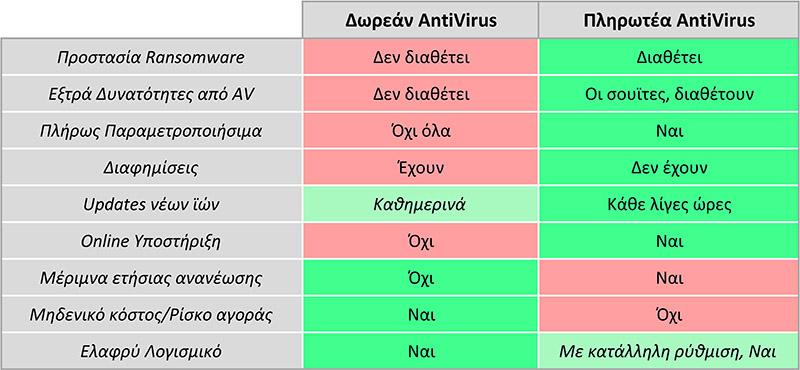 Δωρεάν AntiVirus Πληρωτέα AntiVirus
Προστασία Ransomware Δεν διαθέτει Διαθέτει
Εξτρά Δυνατότητες από AV Δεν διαθέτει Οι σουίτες, διαθέτουν
Πλήρως Παραμετροποιήσιμα Όχι όλα Ναι
Διαφημίσεις Έχουν Δεν έχουν
Updates νέων ϊών Καθημερινά Κάθε λίγες ώρες
Online Υποστήριξη Όχι Ναι
Μέριμνα ετήσιας ανανέωσης Όχι Ναι
Μηδενικό κόστος/Ρίσκο αγοράς Ναι Όχι
Ελαφρύ Λογισμικό Ναι Με κατάλληλη ρύθμιση, Ναι